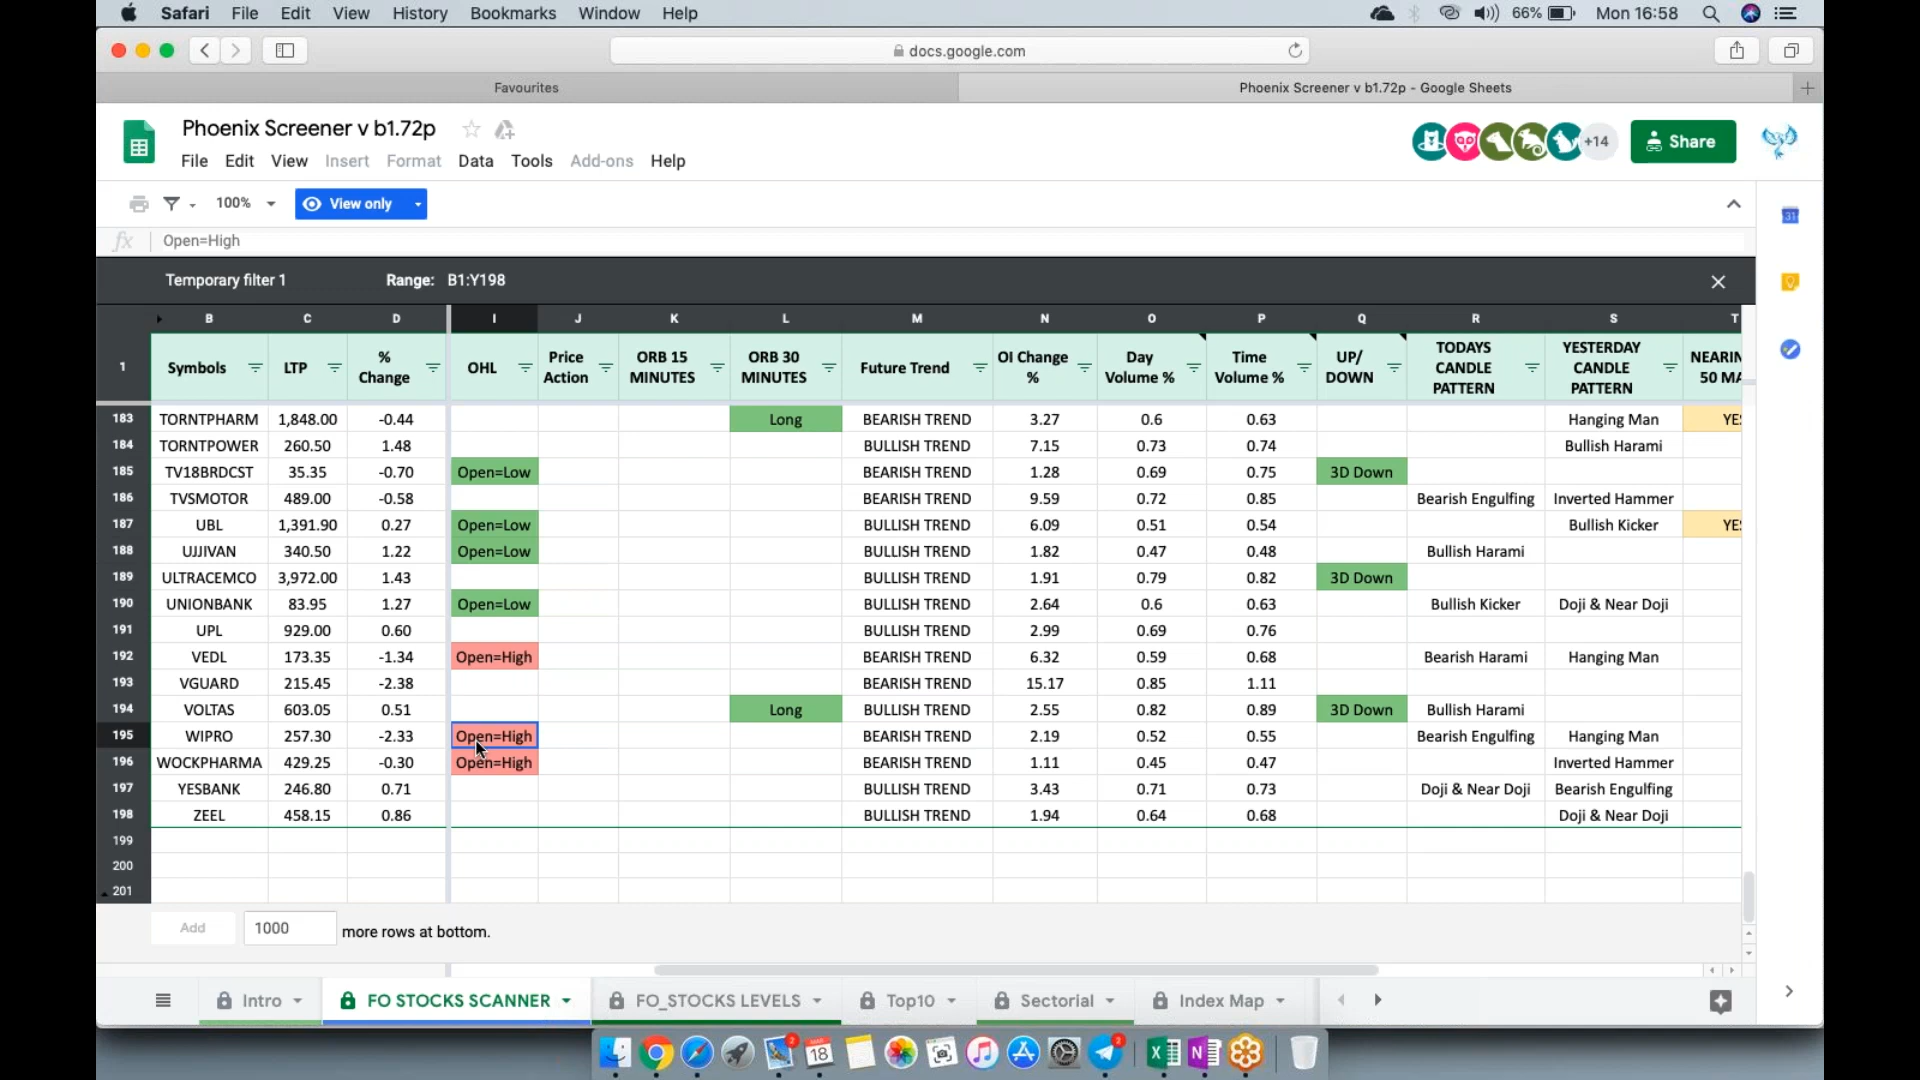 Safari File Edit View History Bookmarks Window Help 66% Mon 16:58
docs.google.com
Favourites Phoenix Screener v b1.72p - Google Sheets
Phoenix Screener v b1.72p
+14 Share
File Edit View Insert Format Data Tools Add-ons Help
100% View only
31
fx Open=High
Temporary filter 1 Range: B1:Y198
B C D I J K L M N O P Q R S T
1 Symbols LTP % Change OHL Price Action ORB 15 MINUTES ORB 30 MINUTES Future Trend OI Change % Day Volume % Time Volume % UP/ DOWN TODAYS CANDLE PATTERN YESTERDAY CANDLE PATTERN
183 TORNTPHARM 1,848.00 -0.44 Long BEARISH TREND 3.27 0.6 0.63 Hanging Man
184 TORNTPOWER 260.50 1.48 BULLISH TREND 7.15 0.73 0.74 Bullish Harami
185 TV18BRDCST 35.35 -0.70 Open=Low BEARISH TREND 1.28 0.69 0.75 3D Down
186 TVSMOTOR 489.00 -0.58 BEARISH TREND 9.59 0.72 0.85 Bearish Engulfing Inverted Hammer
187 UBL 1,391.90 0.27 Open=Low BULLISH TREND 6.09 0.51 0.54 Bullish Kicker
188 UJJIVAN 340.50 1.22 Open=Low BULLISH TREND 1.82 0.47 0.48 Bullish Harami
189 ULTRACEMCO 3,972.00 1.43 BULLISH TREND 1.91 0.79 0.82 3D Down
190 UNIONBANK 83.95 1.27 Open=Low BULLISH TREND 2.64 0.6 0.63 Bullish Kicker Doji & Near Doji
191 UPL 929.00 0.60 BULLISH TREND 2.99 0.69 0.76
192 VEDL 173.35 -1.34 Open=High BEARISH TREND 6.32 0.59 0.68 Bearish Harami Hanging Man
193 VGUARD 215.45 -2.38 BEARISH TREND 15.17 0.85 1.11
194 VOLTAS 603.05 0.51 Long BULLISH TREND 2.55 0.82 0.89 3D Down Bullish Harami
195 WIPRO 257.30 -2.33 Open=High BEARISH TREND 2.19 0.52 0.55 Bearish Engulfing Hanging Man
196 WOCKPHARMA 429.25 -0.30 Open=High BEARISH TREND 1.11 0.45 0.47 Inverted Hammer
197 YESBANK 246.80 0.71 BULLISH TREND 3.43 0.71 0.73 Doji & Near Doji Bearish Engulfing
198 ZEEL 458.15 0.86 BULLISH TREND 1.94 0.64 0.68 Doji & Near Doji
199
200
201
Add 1000 more rows at bottom.
Intro FO STOCKS SCANNER FO_STOCKS LEVELS Top10 Sectorial Index Map
18